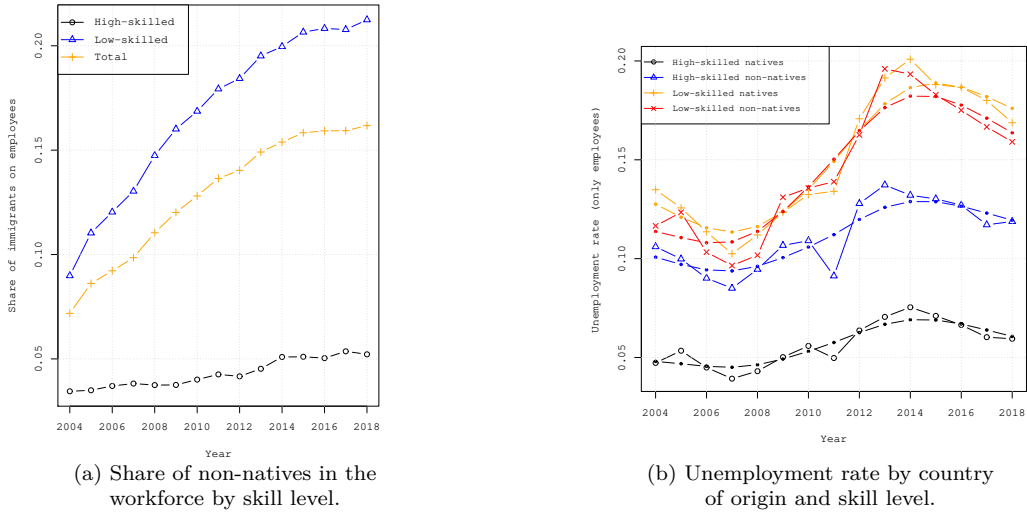 High-skilled
Low-skilled
Total
Share of immigrants on employees
0.05
0.10
0.15
0.20
2004 2006 2008 2010 2012 2014 2016 2018
Year
(a) Share of non-natives in the
workforce by skill level.
High-skilled natives
High-skilled non-natives
Low-skilled natives
Low-skilled non-natives
Unemployment rate (only employees)
0.05
0.10
0.15
0.20
2004 2006 2008 2010 2012 2014 2016 2018
Year
(b) Unemployment rate by country
of origin and skill level.